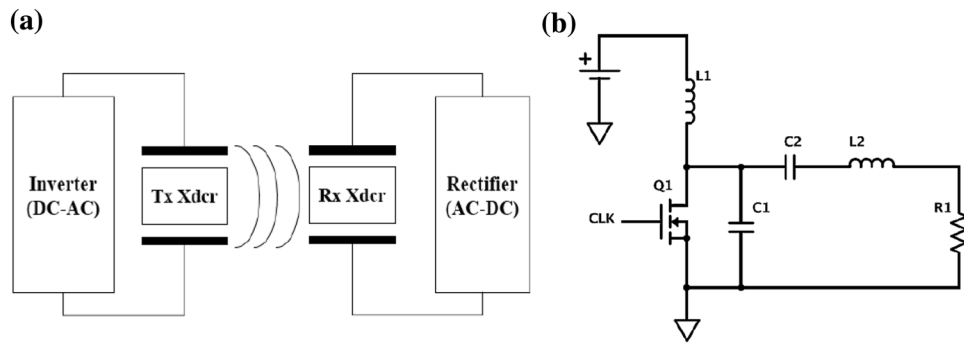 (a)
Inverter
(DC-AC)
Tx Xdcr
Rx Xdcr
Rectifier
(AC-DC)
(b)
+
L1
C2
L2
Q1
CLK
C1
R1